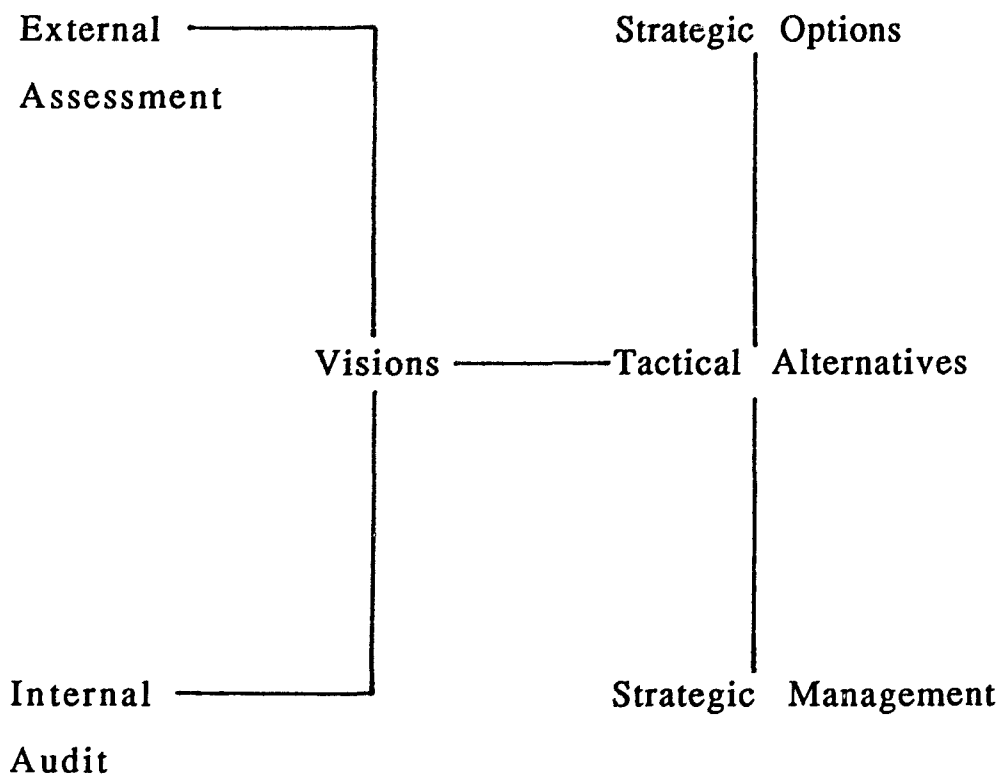 External
Assessment
Strategic Options
Visions
Tactical Alternatives
Internal
Audit
Strategic Management